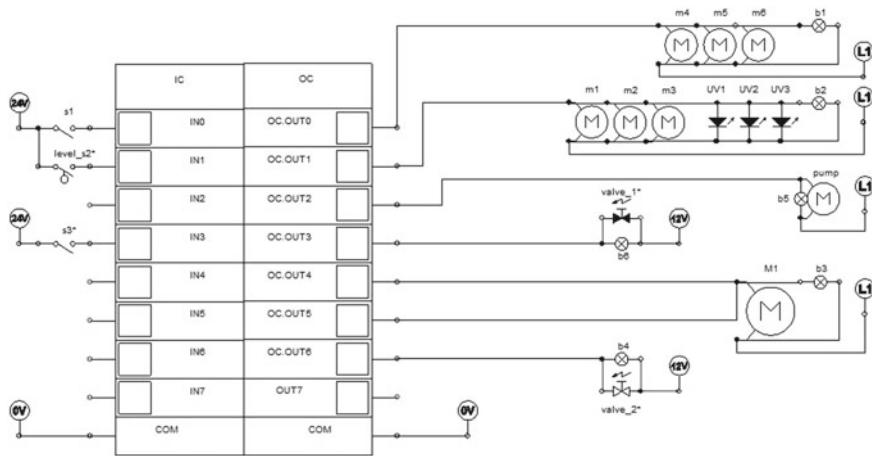 m4 m5 m6 b1
M M M
L1
IC OC
24V s1 IN0 OC.OUT0
m1 m2 m3 UV1 UV2 UV3 b2
M M M
L1
level_s2* IN1 OC.OUT1
IN2 OC.OUT2
valve_1* pump
b5 M L1
24V s3* IN3 OC.OUT3
12V
b6
IN4 OC.OUT4
M1 b3
M L1
IN5 OC.OUT5
IN6 OC.OUT6
b4
12V
valve_2*
IN7 OUT7
0V COM COM 0V